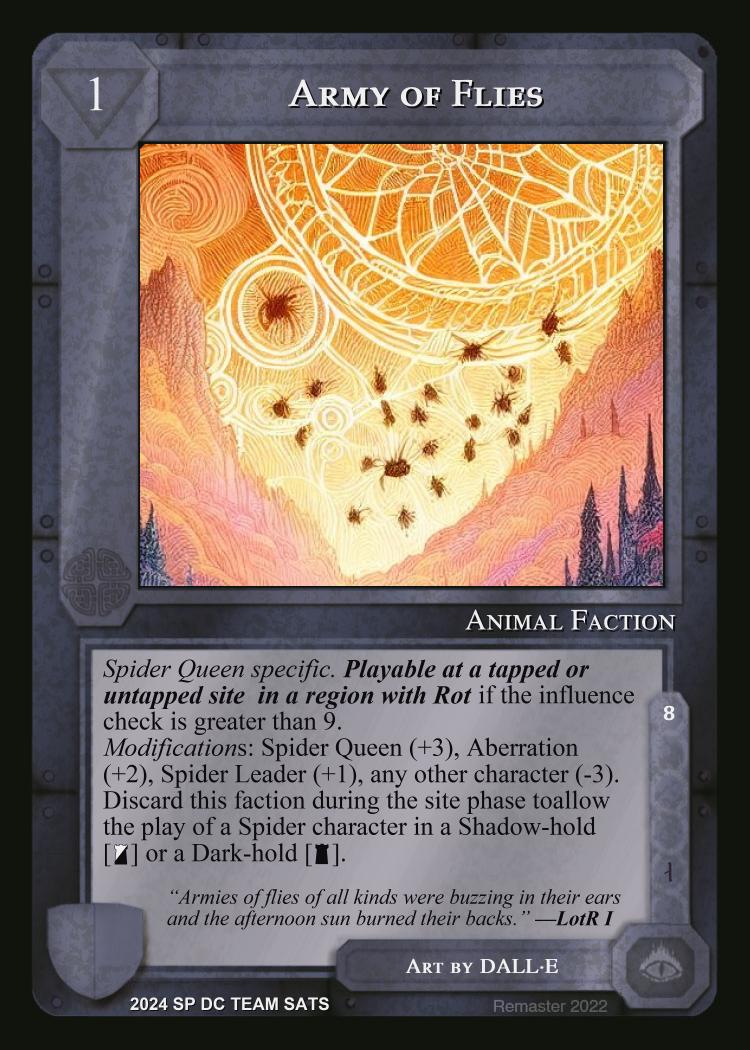 1
Army of Flies
Animal Faction
Spider Queen specific. Playable at a tapped or
untapped site in a region with Rot if the influence
check is greater than 9.
Modifications: Spider Queen (+3), Aberration
(+2), Spider Leader (+1), any other character (-3).
Discard this faction during the site phase toallow
the play of a Spider character in a Shadow-hold
[] or a Dark-hold [].
8
“Armies of flies of all kinds were buzzing in their ears
and the afternoon sun burned their backs.” —LotR I
Art by DALL·E
2024 SP DC TEAM SATS
Remaster 2022